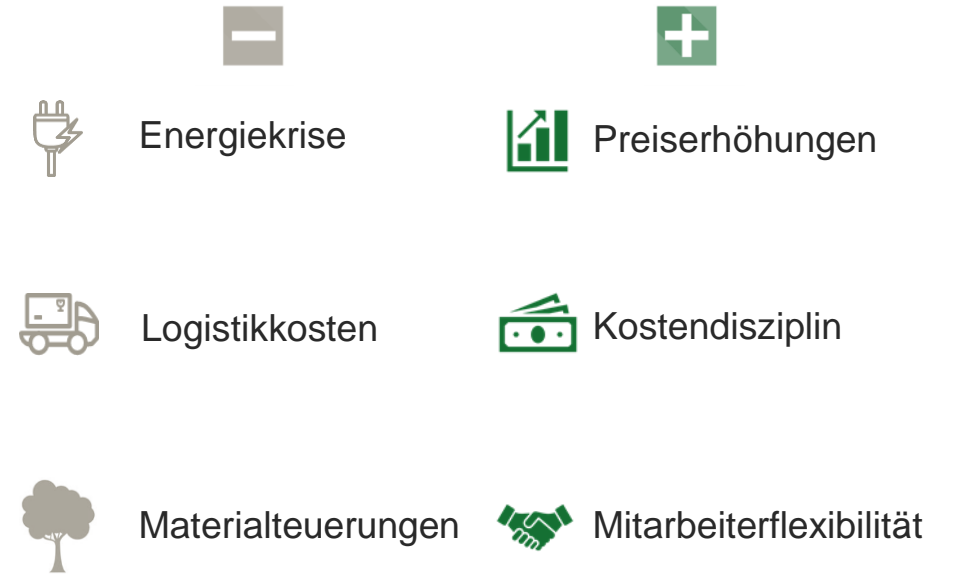 Energiekrise
Preiserhöhungen
Logistikkosten
Kostendisziplin
Materialteuerungen
Mitarbeiterflexibilität